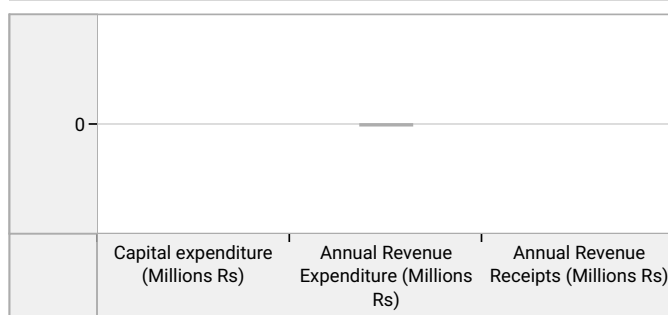 0
Capital expenditure
(Millions Rs)
Annual Revenue
Expenditure (Millions
Rs)
Annual Revenue
Receipts (Millions Rs)